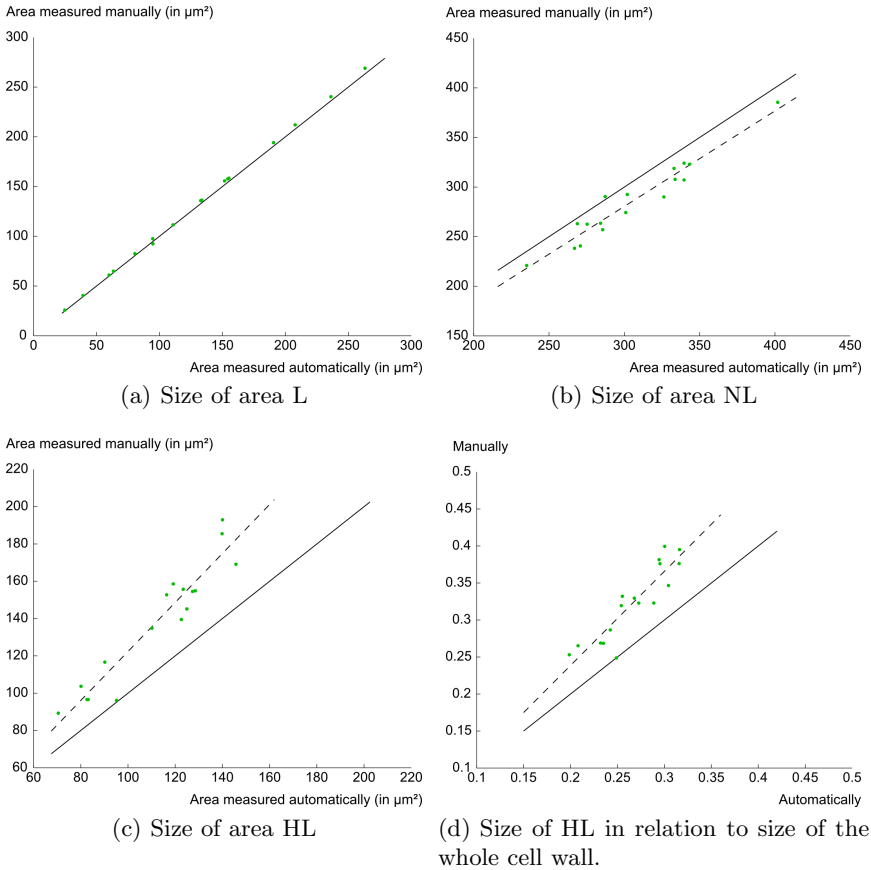 Area measured manually (in µm²)
300
250
200
150
100
50
0
0 50 100 150 200 250 300
Area measured automatically (in µm²)
(a) Size of area L
Area measured manually (in µm²)
450
400
350
300
250
200
150
200 250 300 350 400 450
Area measured automatically (in µm²)
(b) Size of area NL
Area measured manually (in µm²)
220
200
180
160
140
120
100
80
60
60 80 100 120 140 160 180 200 220
Area measured automatically (in µm²)
(c) Size of area HL
Manually
0.5
0.45
0.4
0.35
0.3
0.25
0.2
0.15
0.1
0.1 0.15 0.2 0.25 0.3 0.35 0.4 0.45 0.5
Automatically
(d) Size of HL in relation to size of the
whole cell wall.